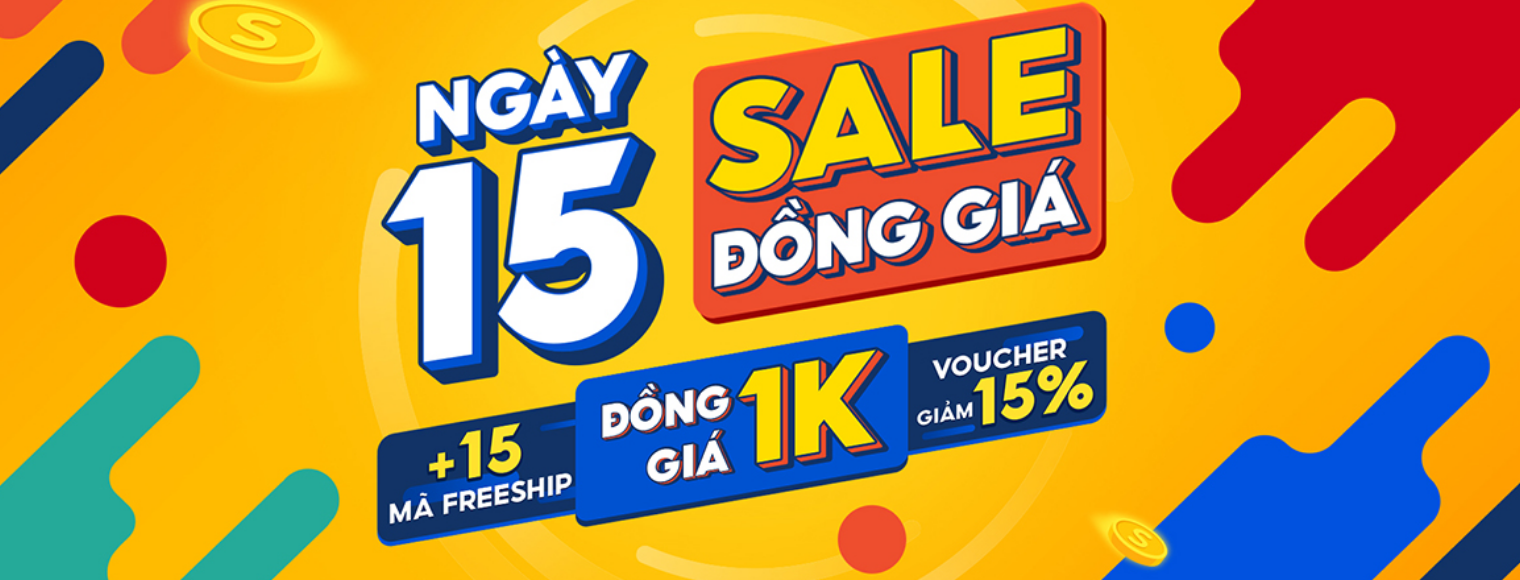 NGÀY
15
SALE
ĐỒNG GIÁ
+15
MÃ FREESHIP
ĐỒNG
GIÁ 1K
VOUCHER
GIẢM 15%
S
S